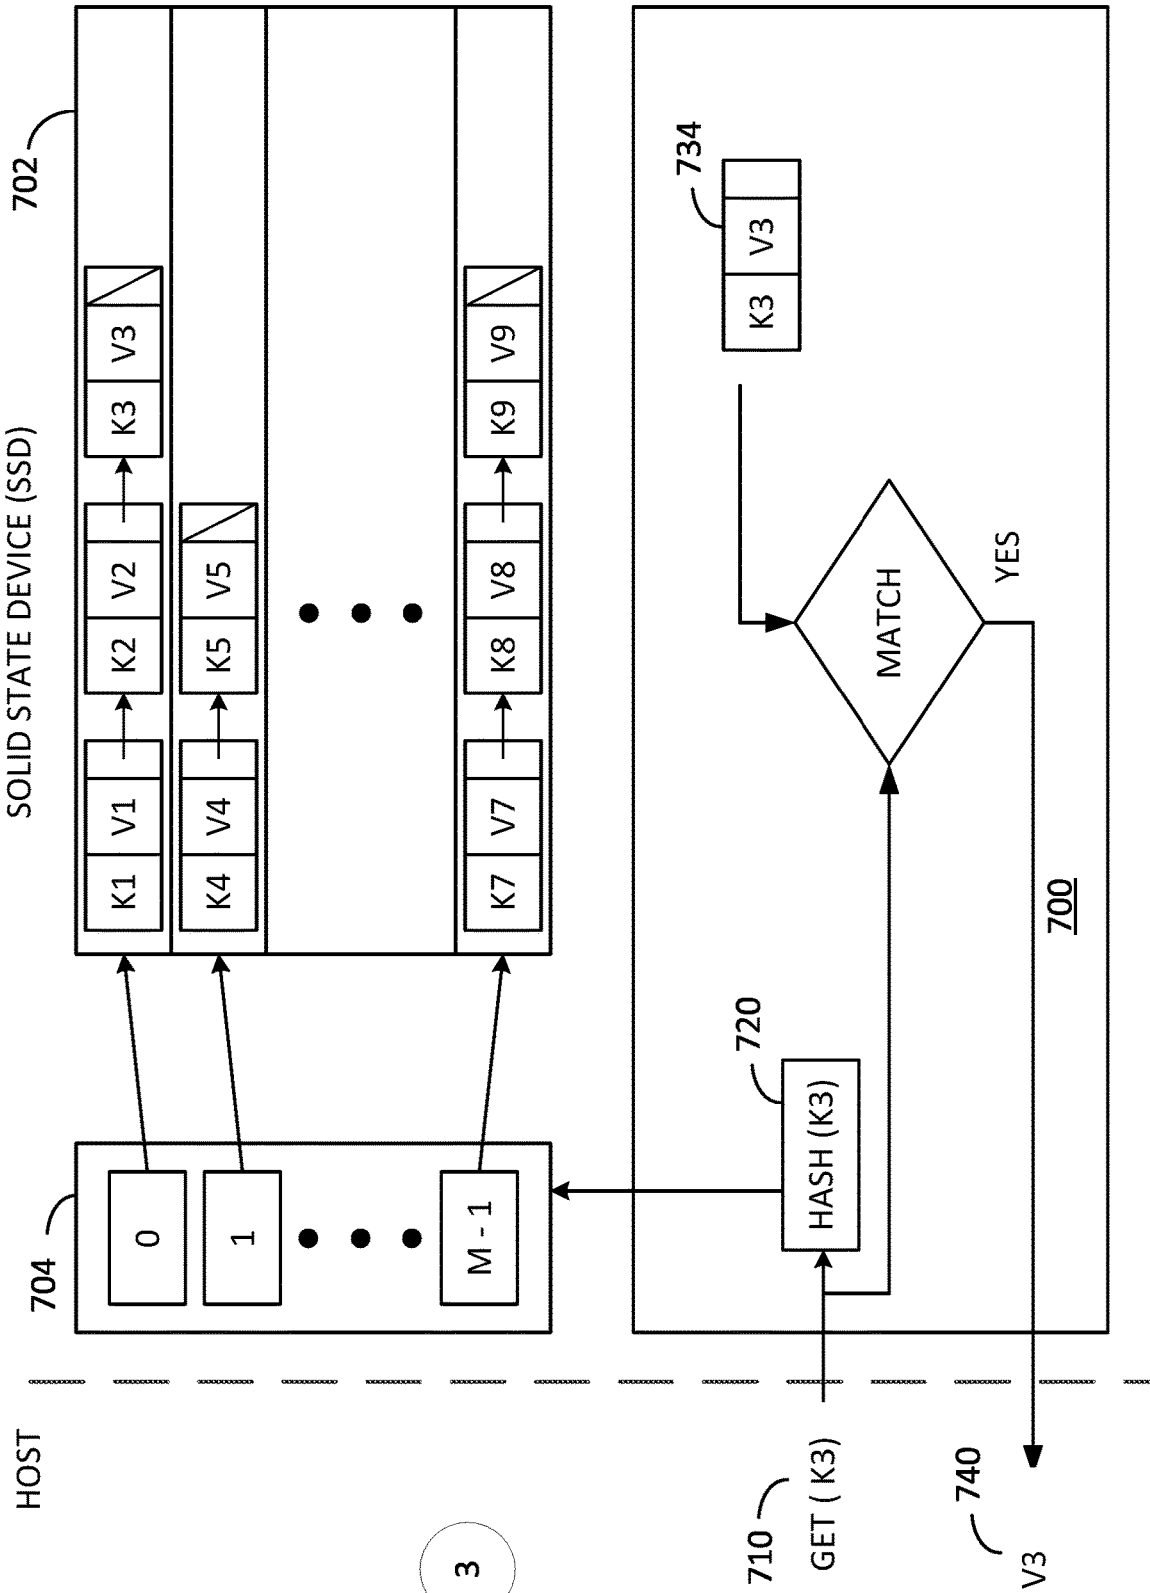 HOST
SOLID STATE DEVICE (SSD)
704
702
0
K1 V1 K2 V2 K3 V3
1
K4 V4 K5 V5
M - 1
K7 V7 K8 V8 K9 V9
3
734
K3 V3
720
HASH (K3)
710
GET ( K3)
MATCH
YES
740
V3
700